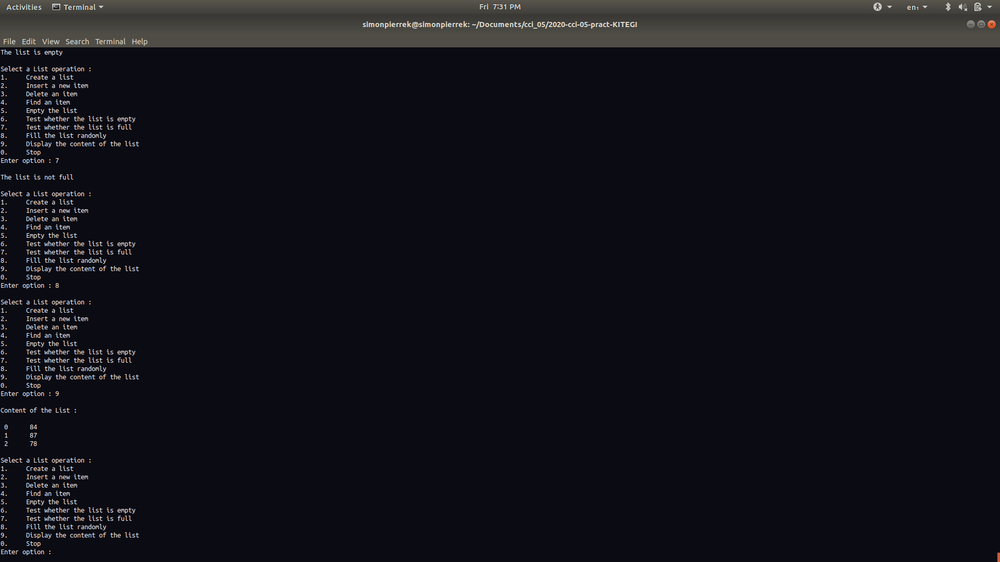 Activities Terminal Fri 7:31 PM en₁
simonpierrek@simonpierrek: ~/Documents/cci_05/2020-cci-05-pract-KITEGI
File Edit View Search Terminal Help
The list is empty
Select a List operation :
1. Create a list
2. Insert a new item
3. Delete an item
4. Find an item
5. Empty the list
6. Test whether the list is empty
7. Test whether the list is full
8. Fill the list randomly
9. Display the content of the list
0. Stop
Enter option : 7
The list is not full
Select a List operation :
1. Create a list
2. Insert a new item
3. Delete an item
4. Find an item
5. Empty the list
6. Test whether the list is empty
7. Test whether the list is full
8. Fill the list randomly
9. Display the content of the list
0. Stop
Enter option : 8
Select a List operation :
1. Create a list
2. Insert a new item
3. Delete an item
4. Find an item
5. Empty the list
6. Test whether the list is empty
7. Test whether the list is full
8. Fill the list randomly
9. Display the content of the list
0. Stop
Enter option : 9
Content of the List :
0 84
1 87
2 78
Select a List operation :
1. Create a list
2. Insert a new item
3. Delete an item
4. Find an item
5. Empty the list
6. Test whether the list is empty
7. Test whether the list is full
8. Fill the list randomly
9. Display the content of the list
0. Stop
Enter option :